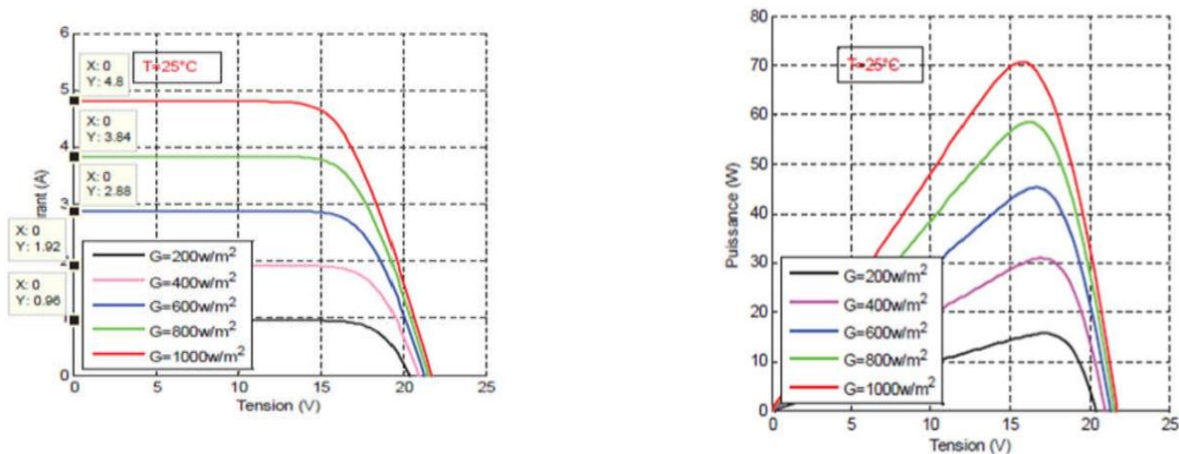 6
5
4
3
2
1
0
X: 0
Y: 4.8
X: 0
Y: 3.84
X: 0
Y: 2.88
X: 0
Y: 1.92
X: 0
Y: 0.96
T=25°C
G=200w/m²
G=400w/m²
G=600w/m²
G=800w/m²
G=1000w/m²
0 5 10 15 20 25
Tension (V)
Puissance (W)
80
70
60
50
40
30
20
10
0
T=25°C
G=200w/m²
G=400w/m²
G=600w/m²
G=800w/m²
G=1000w/m²
0 5 10 15 20 25
Tension (V)